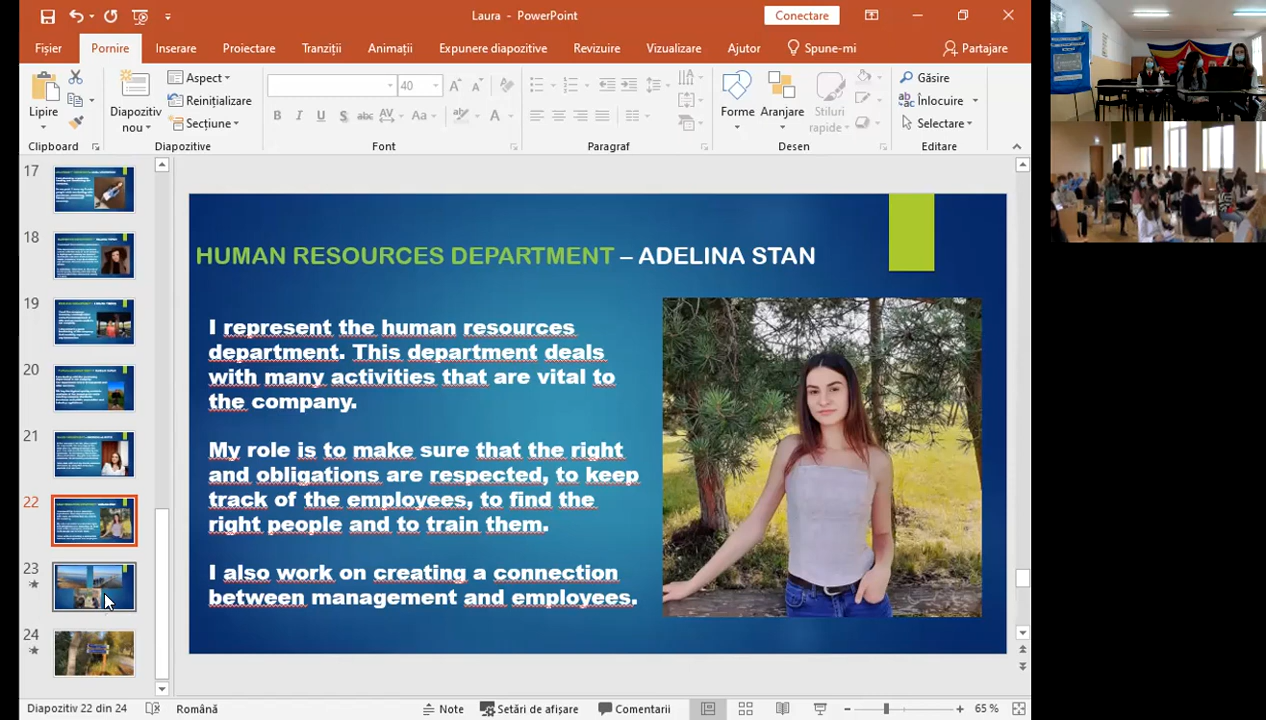 Laura - PowerPoint
Conectare
Fișier
Pornire
Inserare
Proiectare
Tranziții
Animații
Expunere diapozitive
Revizuire
Vizualizare
Ajutor
Spune-mi
Partajare
Lipire
Diapozitiv nou
Aspect
Reinițializare
Secțiune
40
B I U S abc AV Aa A
Forme
Aranjare
Stiluri rapide
Găsire
Înlocuire
Selectare
Clipboard
Diapozitive
Font
Paragraf
Desen
Editare
17
18
19
20
21
22
23
24
HUMAN RESOURCES DEPARTMENT – ADELINA STAN
I represent the human resources
department. This department deals
with many activities that are vital to
the company.
My role is to make sure that the right
and obligations are respected, to keep
track of the employees, to find the
right people and to train them.
I also work on creating a connection
between management and employees.
Diapozitiv 22 din 24
Română
Note
Setări de afișare
Comentarii
65 %